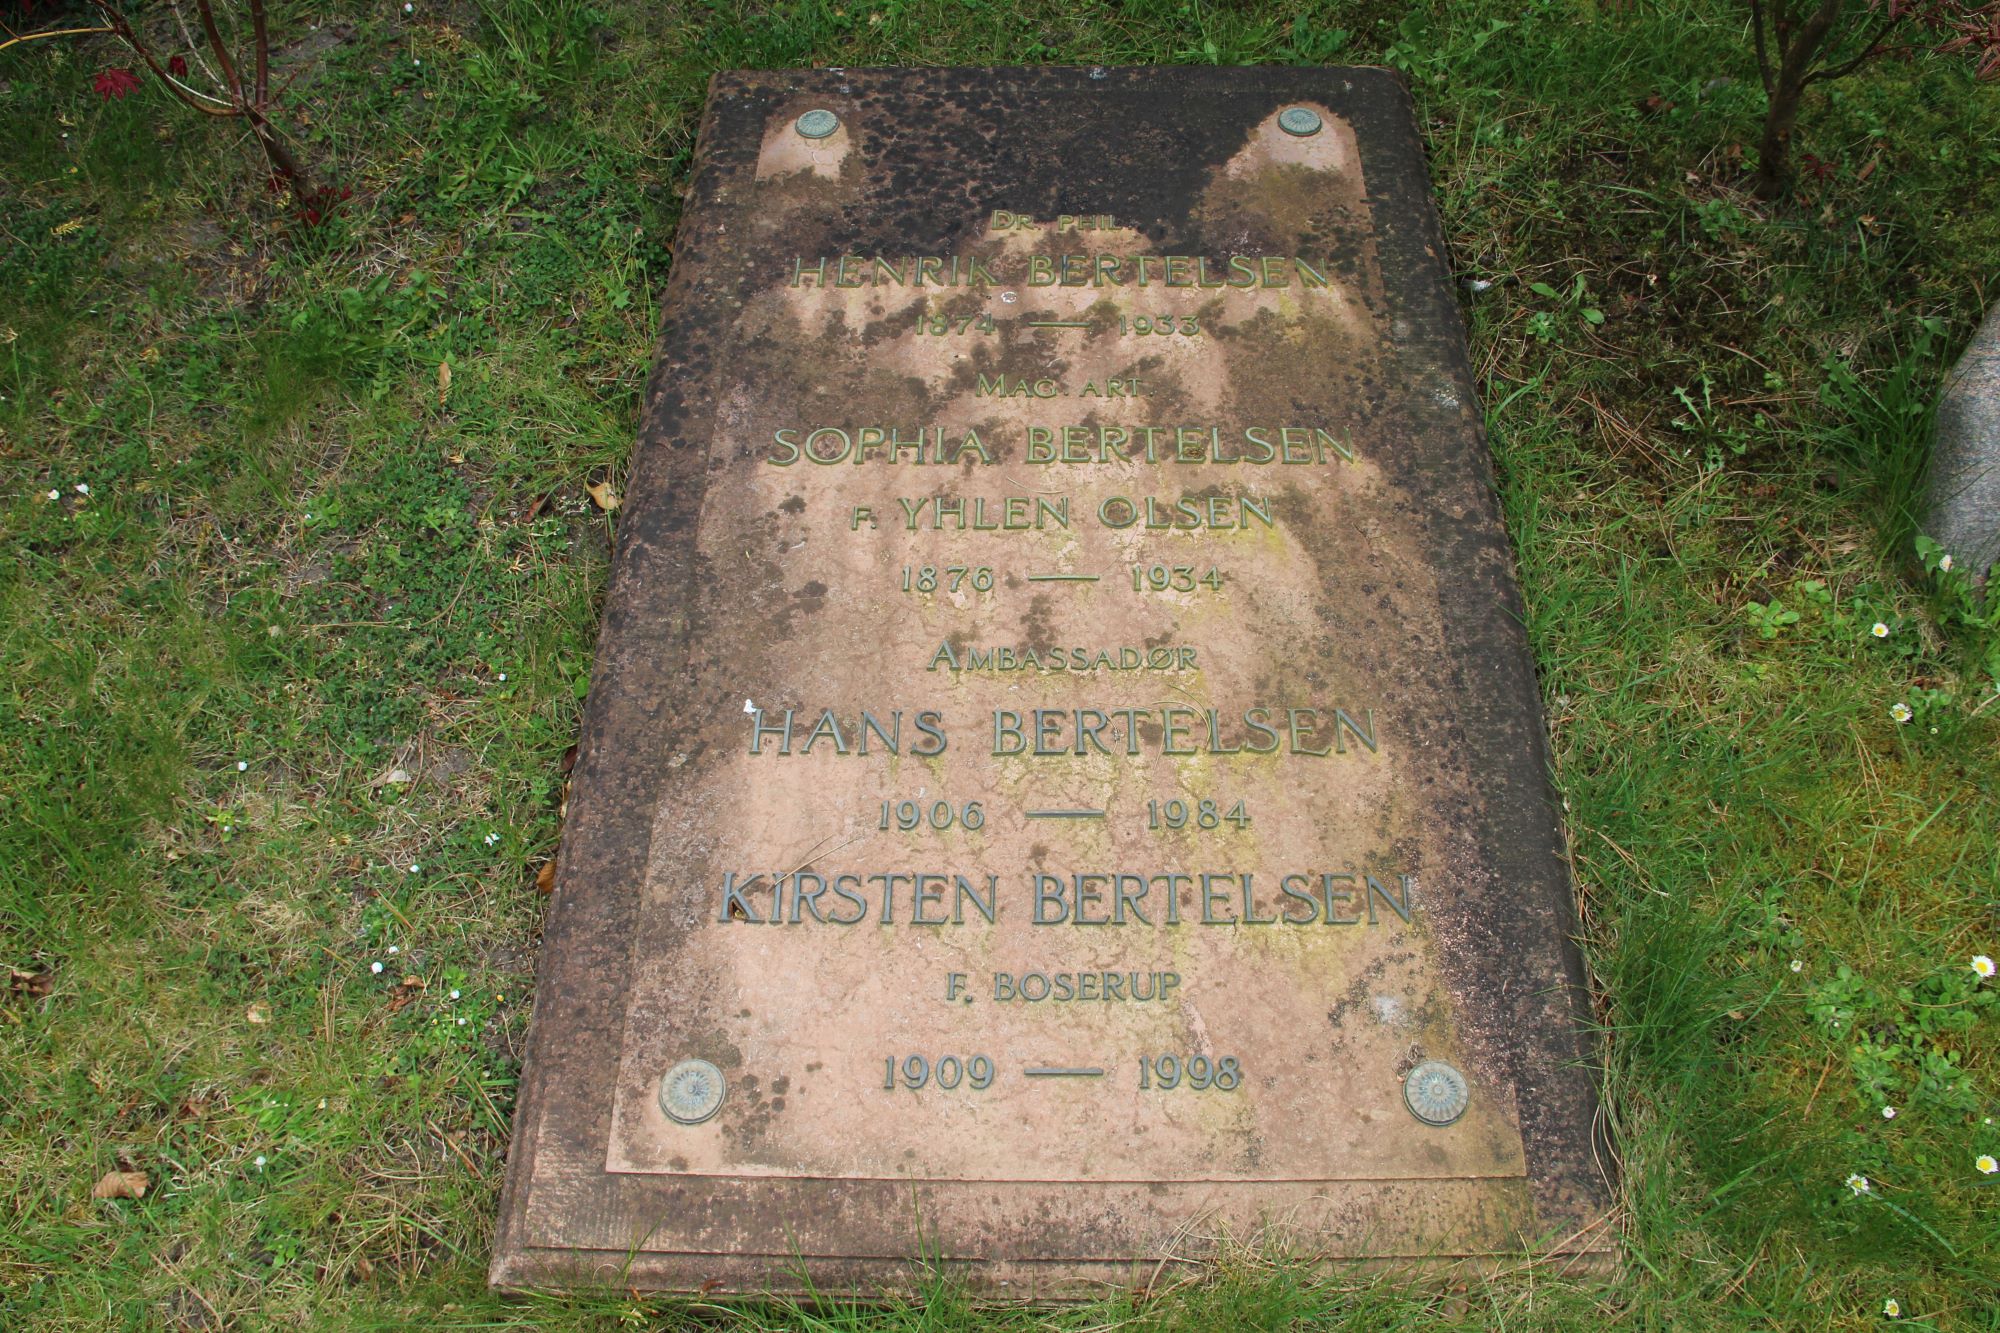 DR. PHIL.
HENRIK BERTELSEN
1874 — 1933
MAG. ART.
SOPHIA BERTELSEN
F. YHLEN OLSEN
1876 — 1934
AMBASSADØR
HANS BERTELSEN
1906 — 1984
KIRSTEN BERTELSEN
F. BOSERUP
1909 — 1998